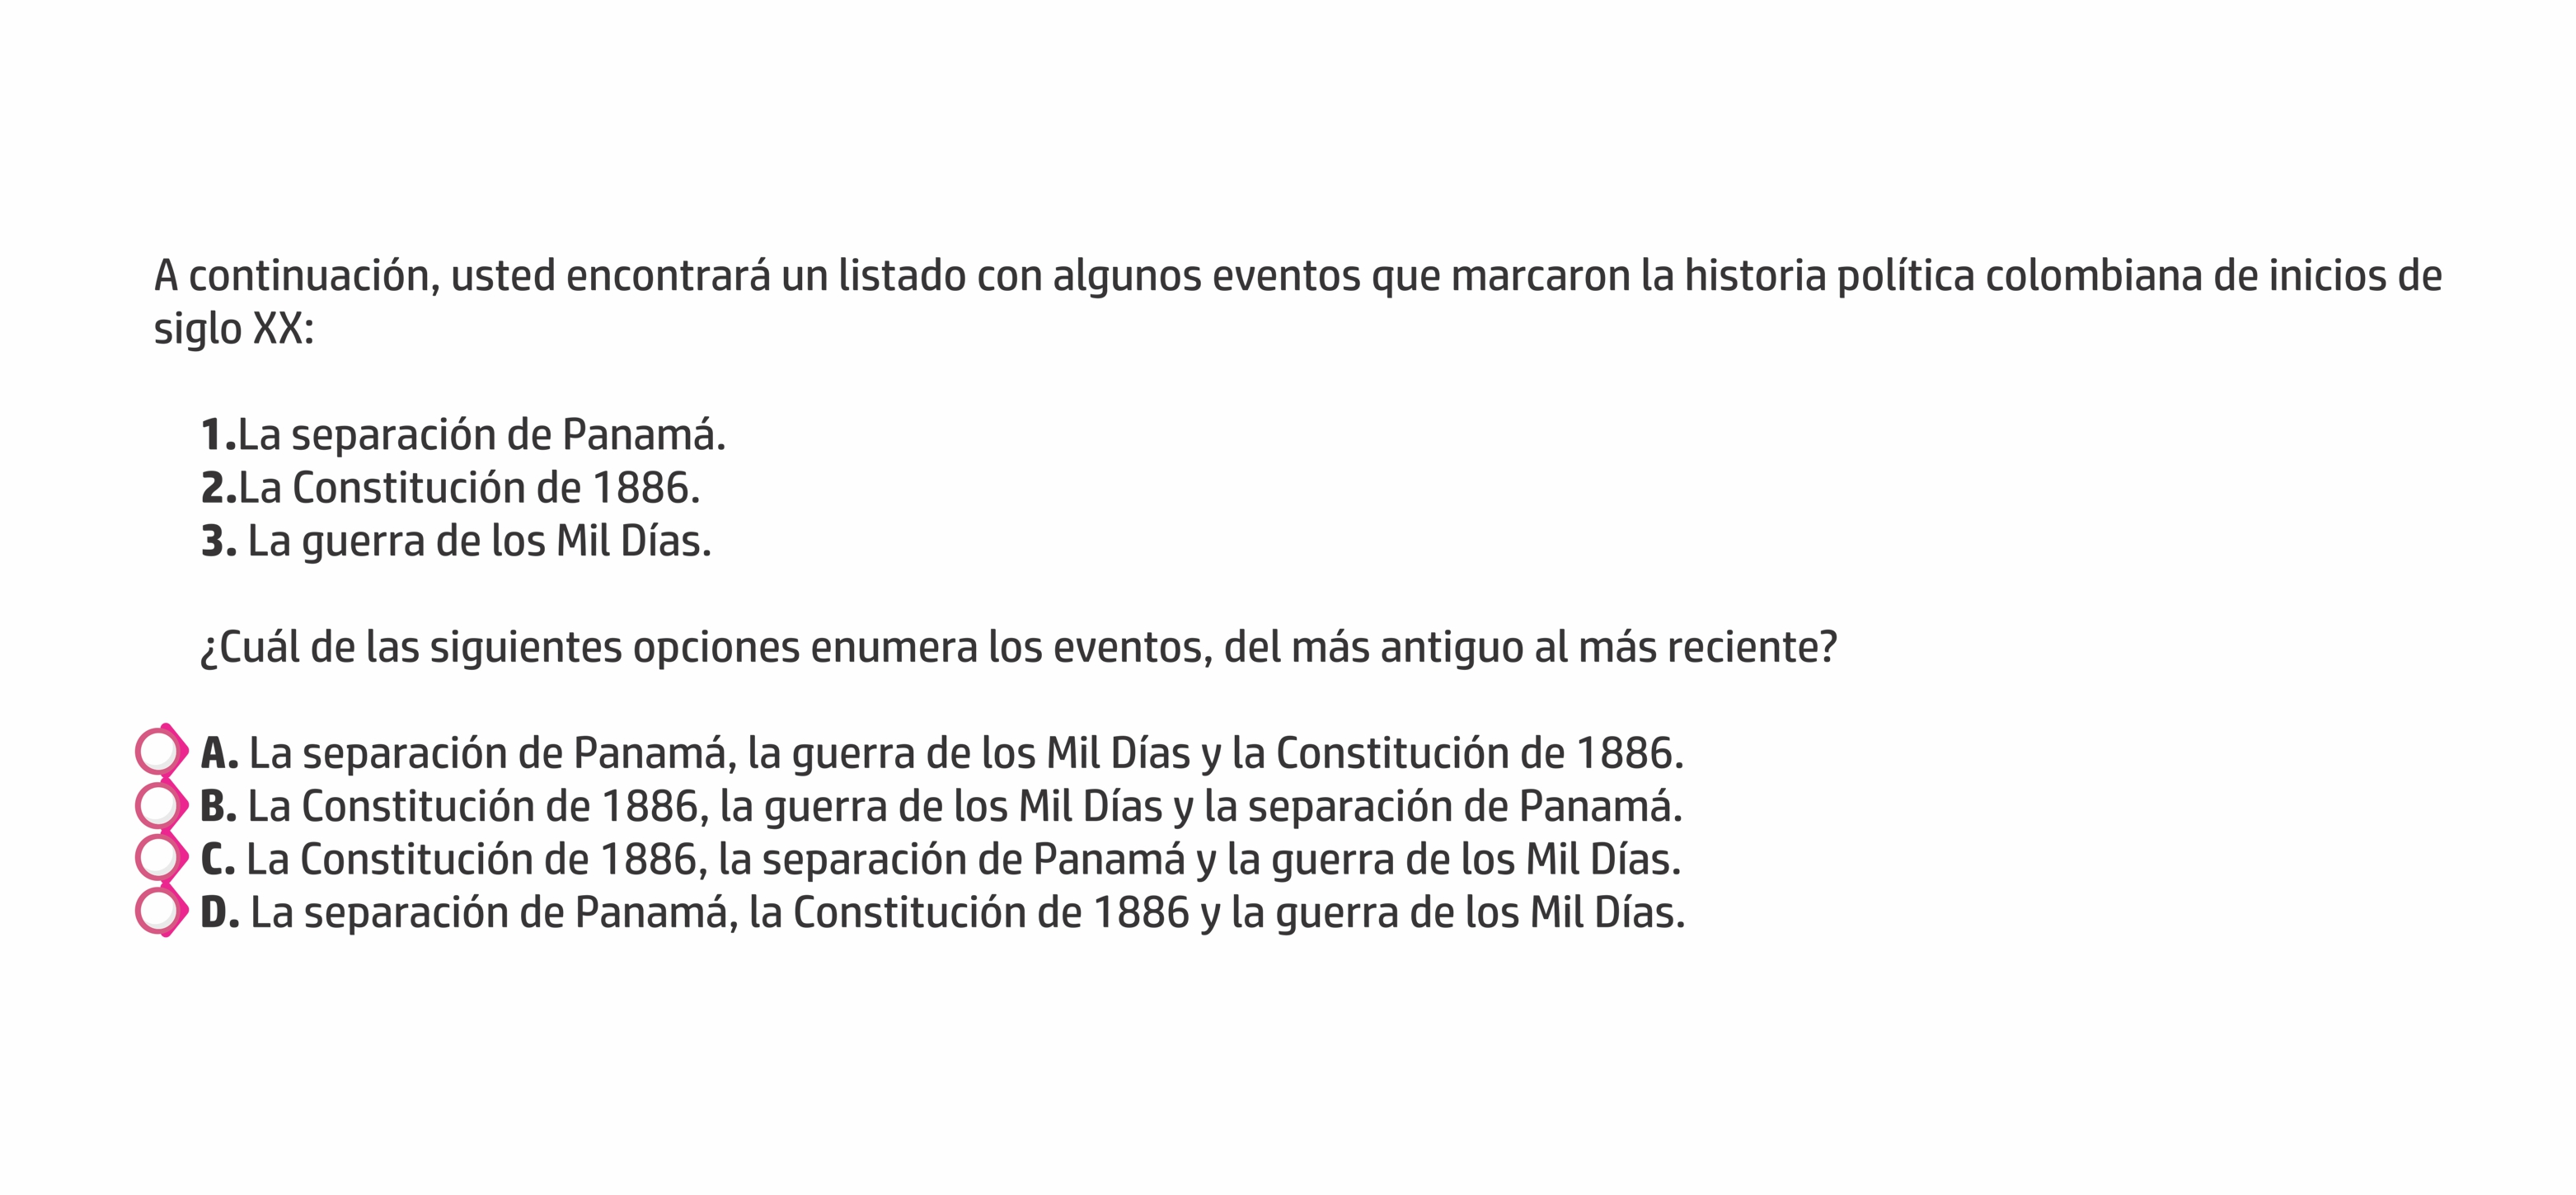 A continuación, usted encontrará un listado con algunos eventos que marcaron la historia política colombiana de inicios de
siglo XX:
1.La separación de Panamá.
2.La Constitución de 1886.
3. La guerra de los Mil Días.
¿Cuál de las siguientes opciones enumera los eventos, del más antiguo al más reciente?
A. La separación de Panamá, la guerra de los Mil Días y la Constitución de 1886.
B. La Constitución de 1886, la guerra de los Mil Días y la separación de Panamá.
C. La Constitución de 1886, la separación de Panamá y la guerra de los Mil Días.
D. La separación de Panamá, la Constitución de 1886 y la guerra de los Mil Días.